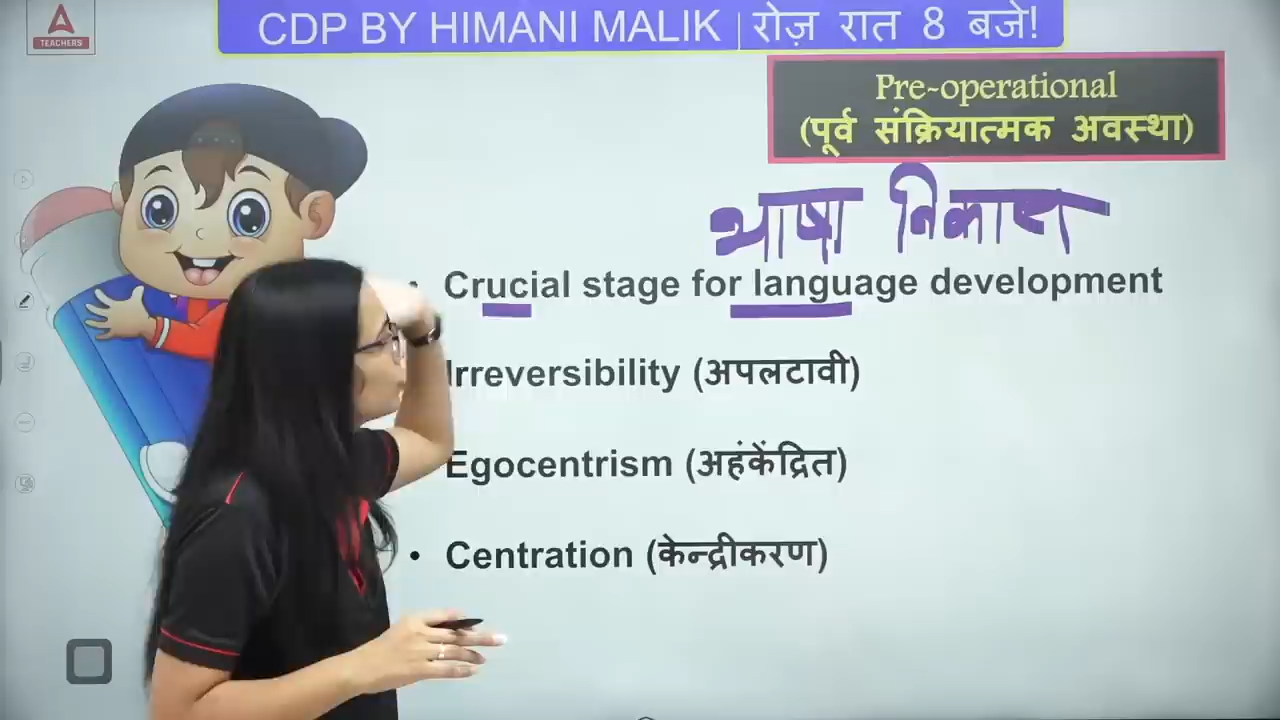 A
TEACHERS
CDP BY HIMANI MALIK | रोज़ रात 8 बजे!
Pre-operational
(पूर्व संक्रियात्मक अवस्था)
भाषा
• Crucial stage for language development
Irreversibility (अपलटावी)
Egocentrism (अहंकेंद्रित)
• Centration (केन्द्रीकरण)